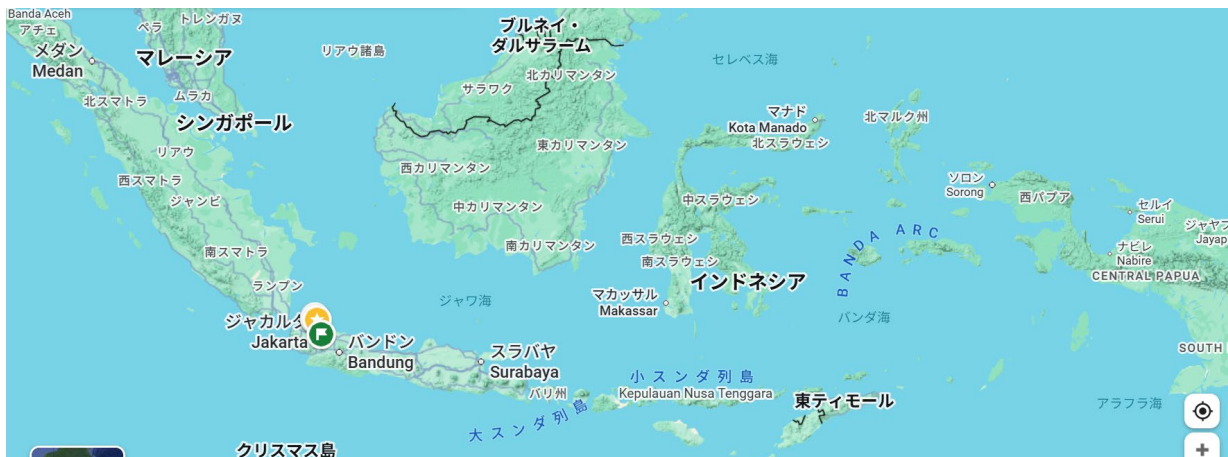 Banda Aceh
アチェ
ペラ
トレンガヌ
メダン
Medan
マレーシア
リアウ諸島
ブルネイ・
ダルサラーム
セレベス海
北カリマンタン
サラワク
北スマトラ
ムラカ
シンガポール
マナド
Kota Manado
北スラウェシ
北マルク州
リアウ
東カリマンタン
西カリマンタン
西スマトラ
ジャンビ
中カリマンタン
中スラウェシ
ソロン
Sorong
西パプア
セルイ
Serui
ジャヤプ
Jayap
南スマトラ
南カリマンタン
西スラウェシ
南スラウェシ
BANDA ARC
ナビレ
Nabire
CENTRAL PAPUA
ランプン
ジャワ海
マカッサル
Makassar
インドネシア
バンダ海
ジャカルタ
Jakarta
バンドン
Bandung
スラバヤ
Surabaya
SOUTH
小スンダ列島
Kepulauan Nusa Tenggara
バリ州
東ティモール
アラフラ海
大スンダ列島
クリスマス島